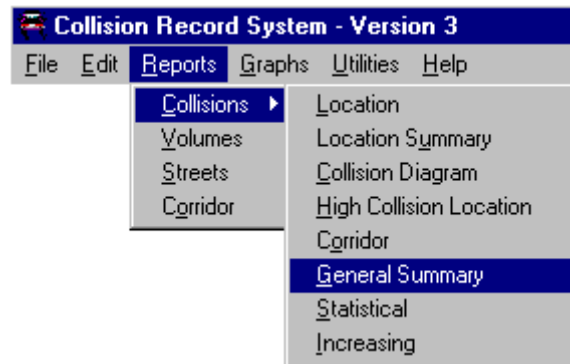 Collision Record System - Version 3
File Edit Reports Graphs Utilities Help
Collisions
Volumes
Streets
Corridor
Location
Location Summary
Collision Diagram
High Collision Location
Corridor
General Summary
Statistical
Increasing